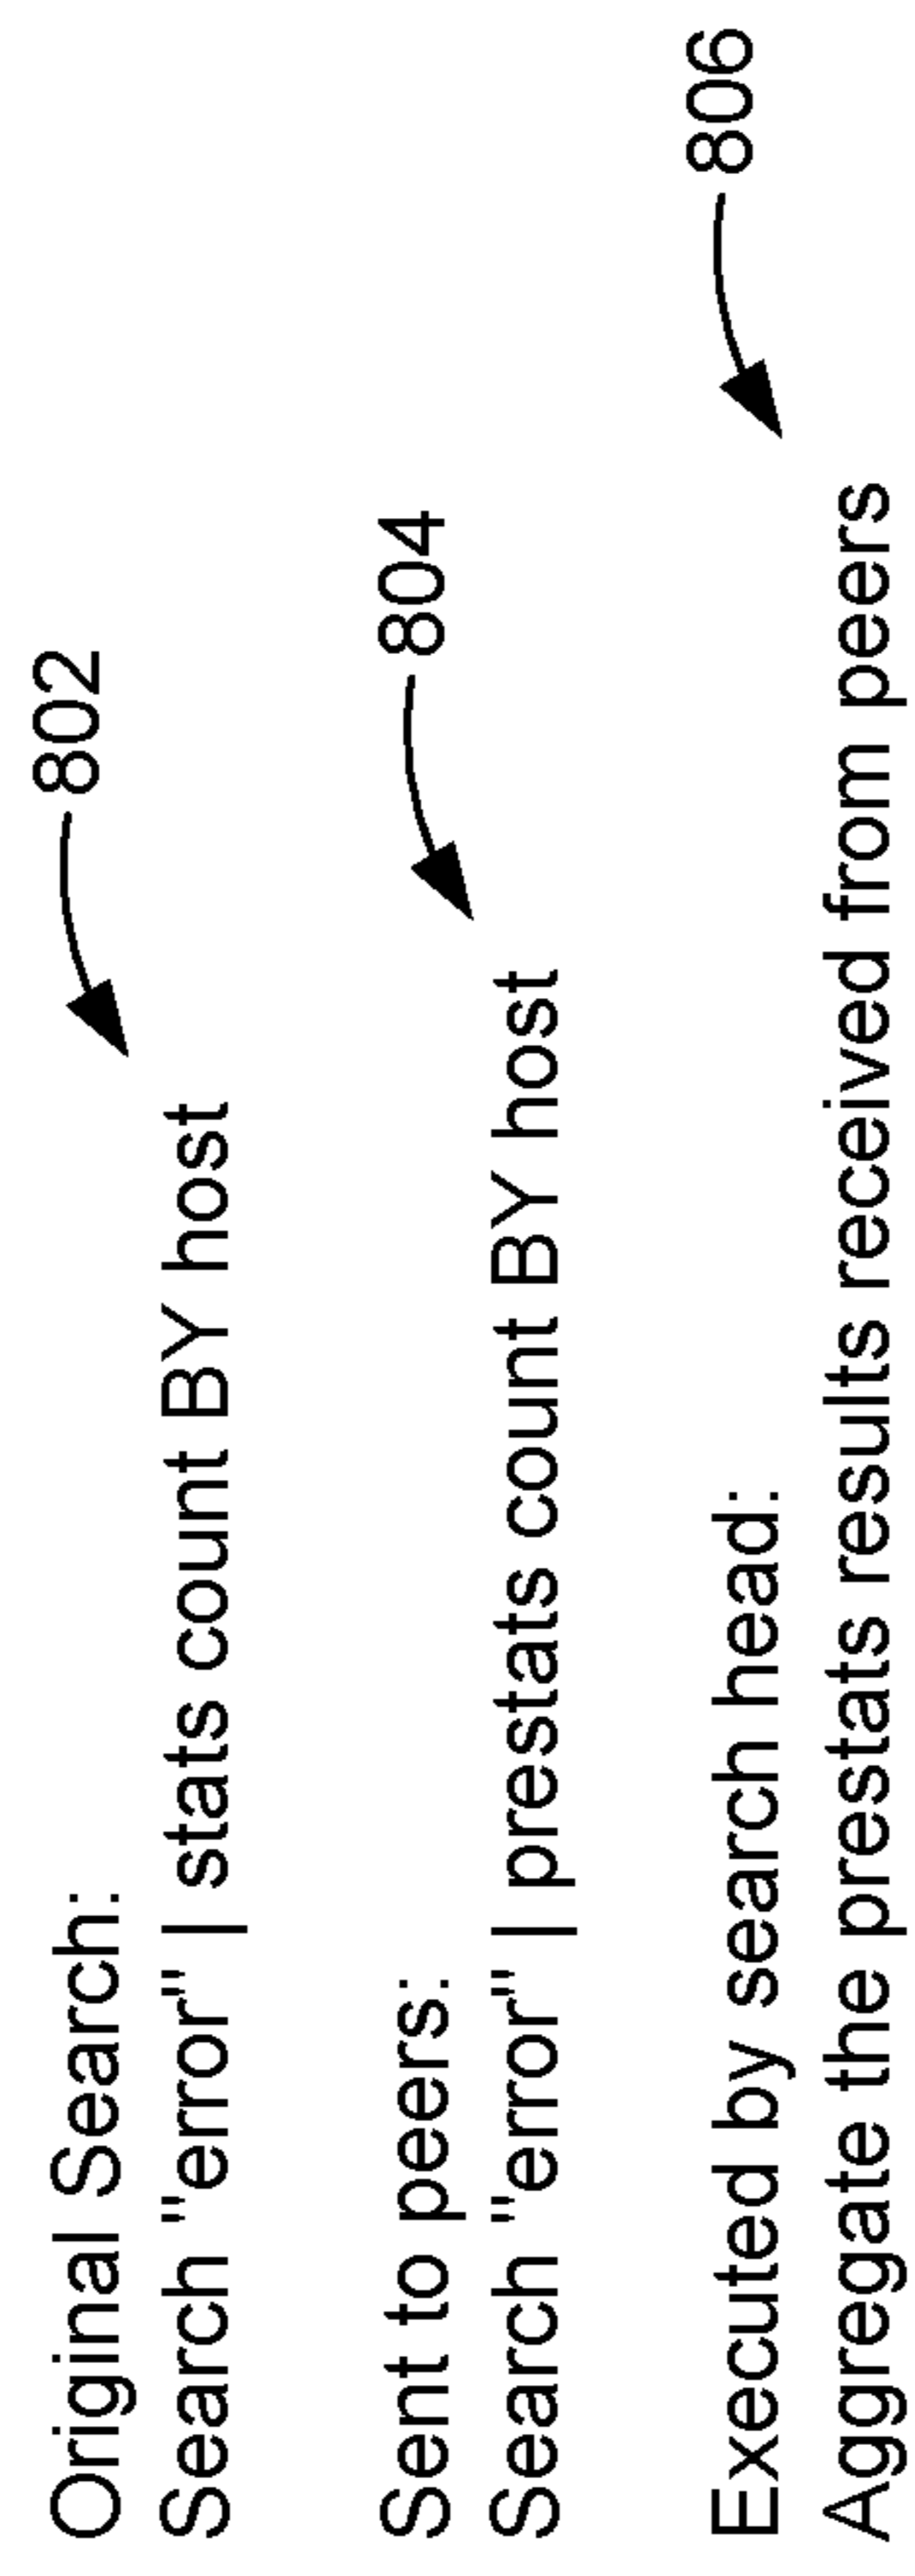 Original Search:
802
Search "error" | stats count BY host
Sent to peers:
804
Search "error" | prestats count BY host
Executed by search head:
806
Aggregate the prestats results received from peers